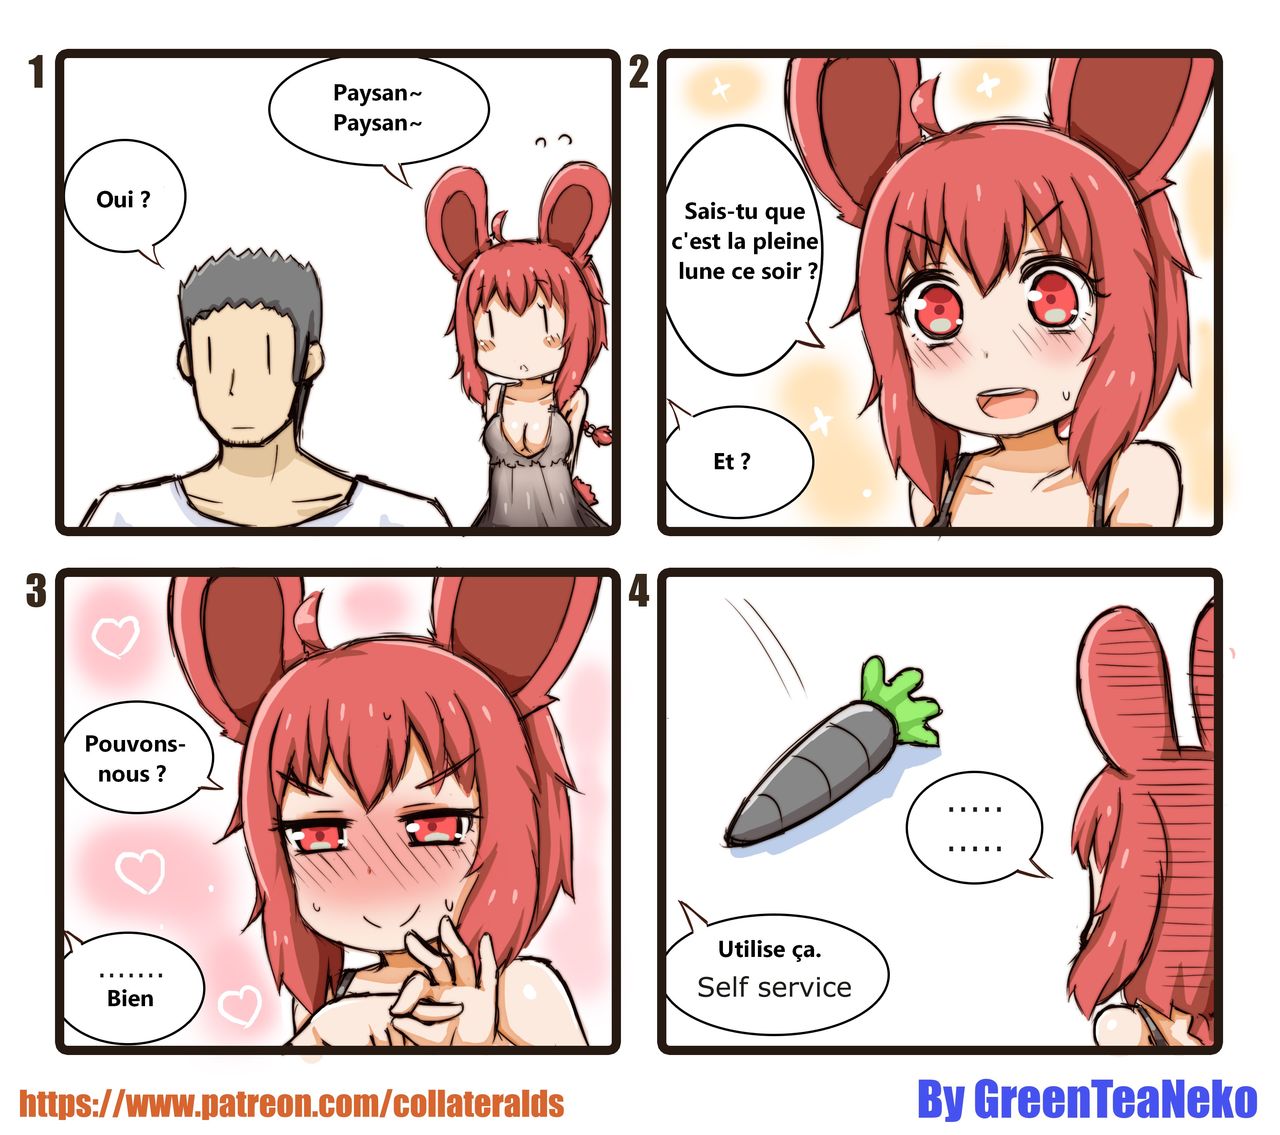 1
Paysan~
Paysan~
Oui ?
2
Sais-tu que
c'est la pleine
lune ce soir ?
Et ?
3
Pouvons-
nous ?
.......
Bien
4
.....
.....
Utilise ça.
Self service
https://www.patreon.com/collateralds
By GreenTeaNeko